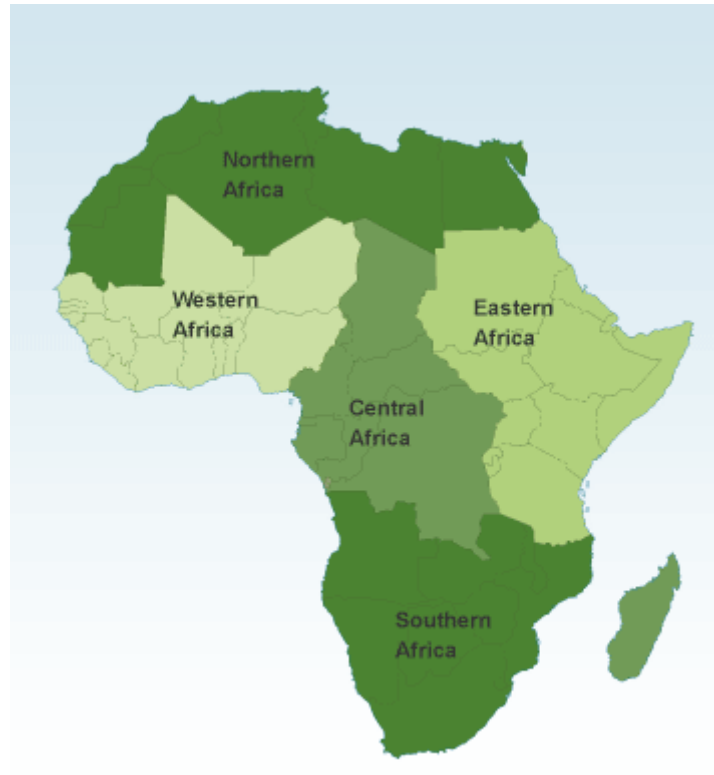 Northern
Africa
Western
Africa
Eastern
Africa
Central
Africa
Southern
Africa